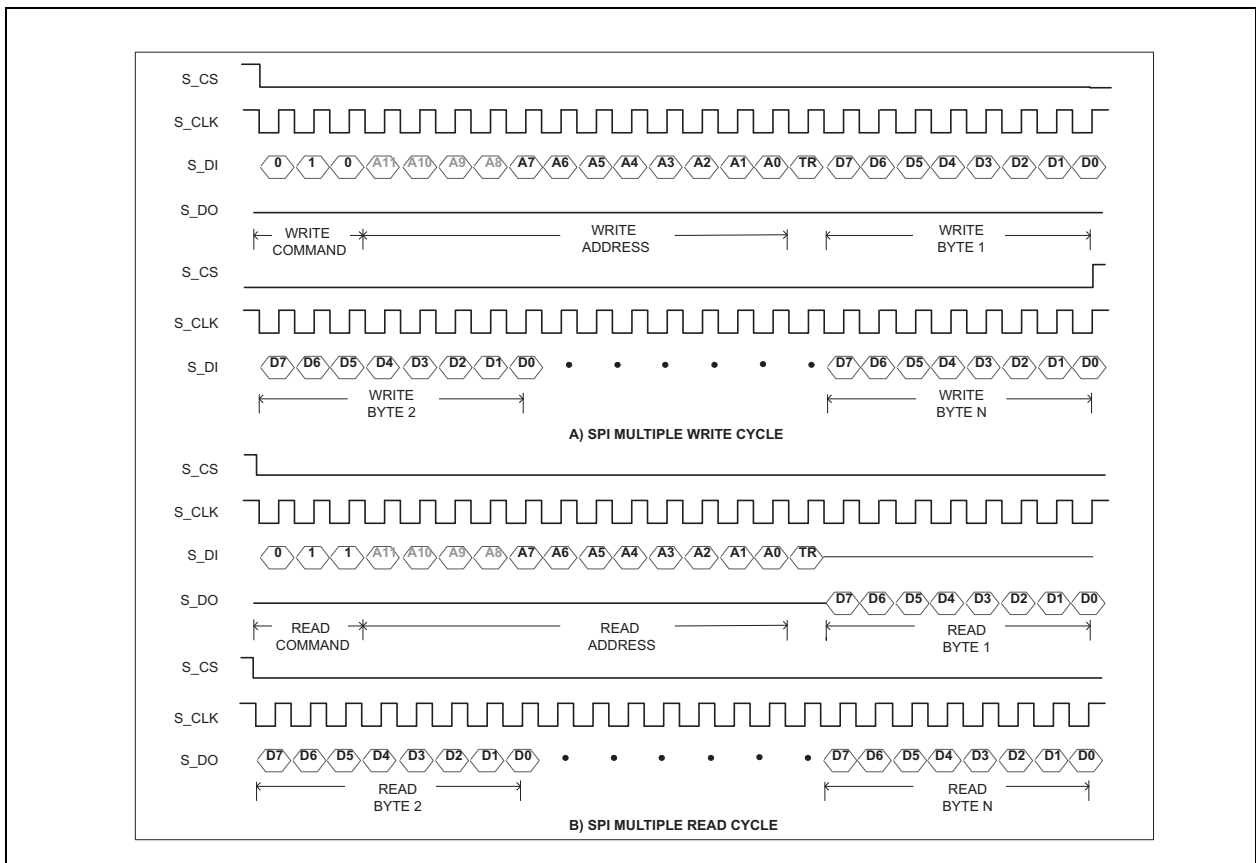 S_CS
S_CLK
S_DI 0 1 0 A11 A10 A9 A8 A7 A6 A5 A4 A3 A2 A1 A0 TR D7 D6 D5 D4 D3 D2 D1 D0
S_DO
WRITE COMMAND WRITE ADDRESS WRITE BYTE 1
S_CS
S_CLK
S_DI D7 D6 D5 D4 D3 D2 D1 D0 • • • • • • D7 D6 D5 D4 D3 D2 D1 D0
WRITE BYTE 2 WRITE BYTE N
A) SPI MULTIPLE WRITE CYCLE
S_CS
S_CLK
S_DI 0 1 1 A11 A10 A9 A8 A7 A6 A5 A4 A3 A2 A1 A0 TR
S_DO D7 D6 D5 D4 D3 D2 D1 D0
READ COMMAND READ ADDRESS READ BYTE 1
S_CS
S_CLK
S_DO D7 D6 D5 D4 D3 D2 D1 D0 • • • • • • D7 D6 D5 D4 D3 D2 D1 D0
READ BYTE 2 READ BYTE N
B) SPI MULTIPLE READ CYCLE